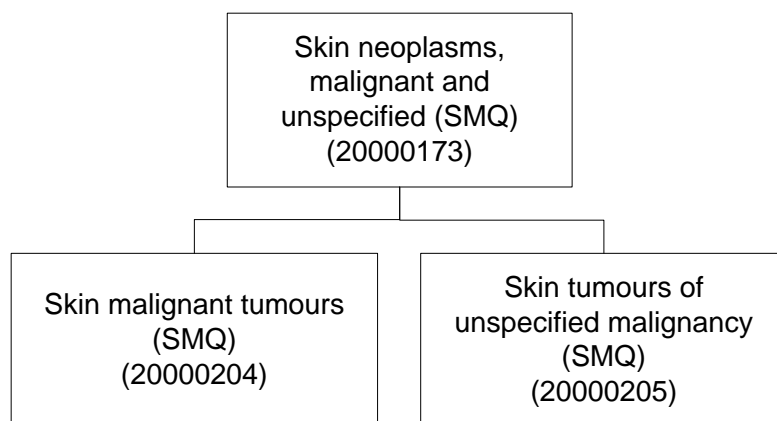 Skin neoplasms,
malignant and
unspecified (SMQ)
(20000173)
Skin malignant tumours
(SMQ)
(20000204)
Skin tumours of
unspecified malignancy
(SMQ)
(20000205)